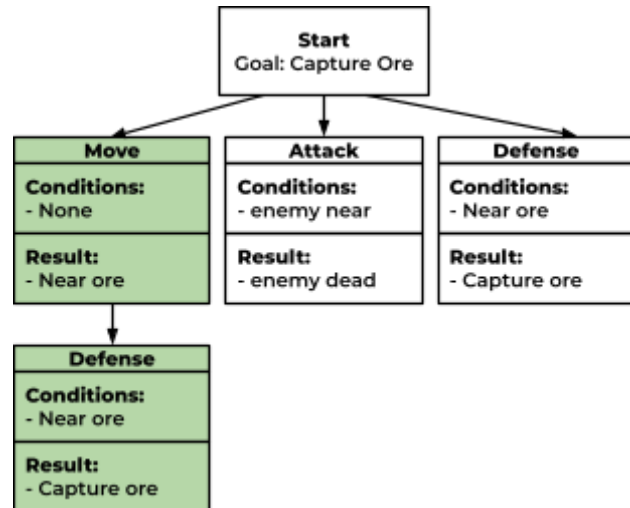 Start
Goal: Capture Ore
Move
Conditions:
- None
Result:
- Near ore
Attack
Conditions:
- enemy near
Result:
- enemy dead
Defense
Conditions:
- Near ore
Result:
- Capture ore
Defense
Conditions:
- Near ore
Result:
- Capture ore